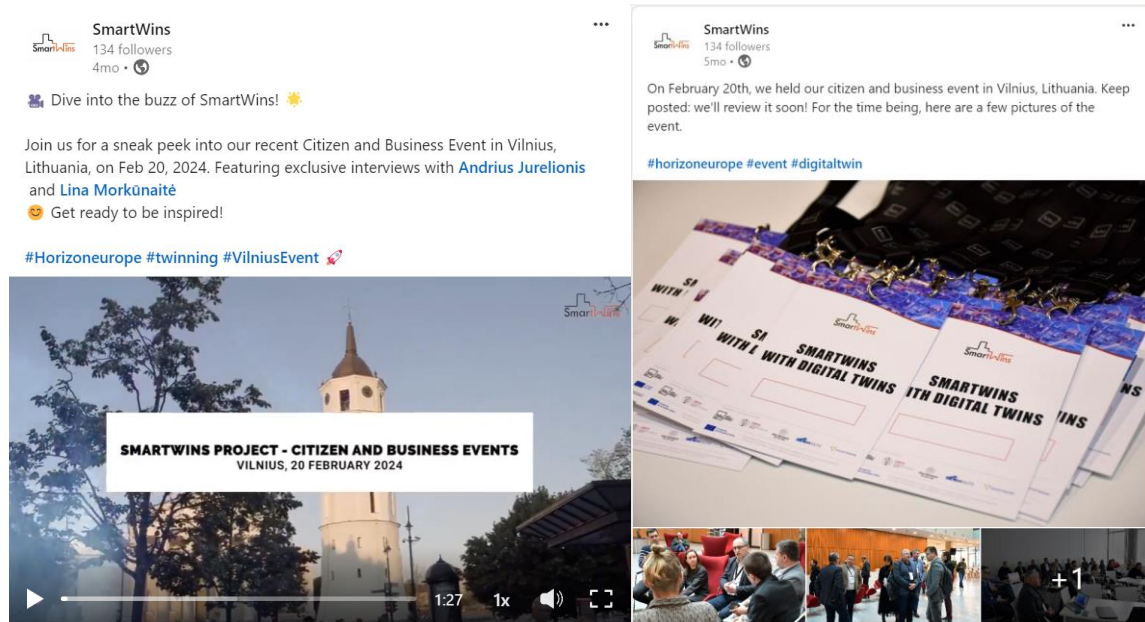 SmartWins
SmartWins
134 followers
4mo •
Dive into the buzz of SmartWins!
Join us for a sneak peek into our recent Citizen and Business Event in Vilnius,
Lithuania, on Feb 20, 2024. Featuring exclusive interviews with Andrius Jurelionis
and Lina Morkūnaitė
Get ready to be inspired!
#Horizoneurope #twinning #VilniusEvent
SmartWins
SMARTWINS PROJECT - CITIZEN AND BUSINESS EVENTS
VILNIUS, 20 FEBRUARY 2024
1:27 1x
SmartWins
SmartWins
134 followers
5mo •
On February 20th, we held our citizen and business event in Vilnius, Lithuania. Keep
posted: we'll review it soon! For the time being, here are a few pictures of the
event.
#horizoneurope #event #digitaltwin
SmartWins
SMARTWINS
WITH DIGITAL TWINS
SmartWins
SMARTWINS
ITH DIGITAL TWINS
+1